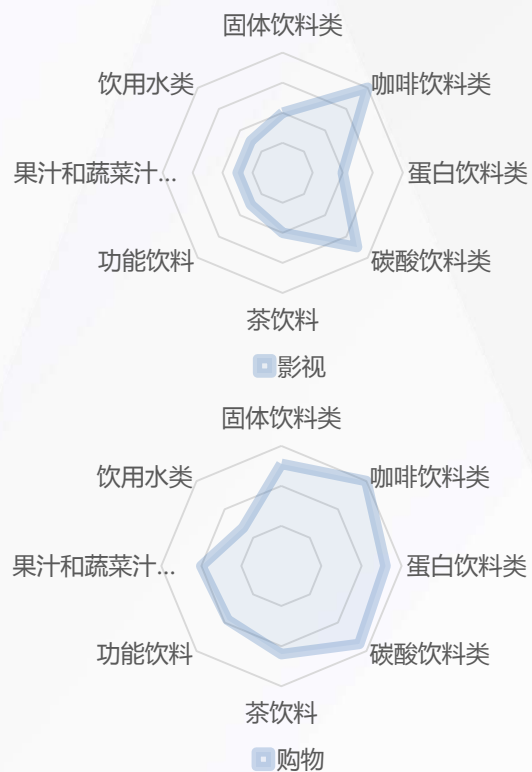 固体饮料类
饮用水类
咖啡饮料类
果汁和蔬菜汁...
蛋白饮料类
功能饮料
碳酸饮料类
茶饮料
影视
固体饮料类
饮用水类
咖啡饮料类
果汁和蔬菜汁...
蛋白饮料类
功能饮料
碳酸饮料类
茶饮料
购物